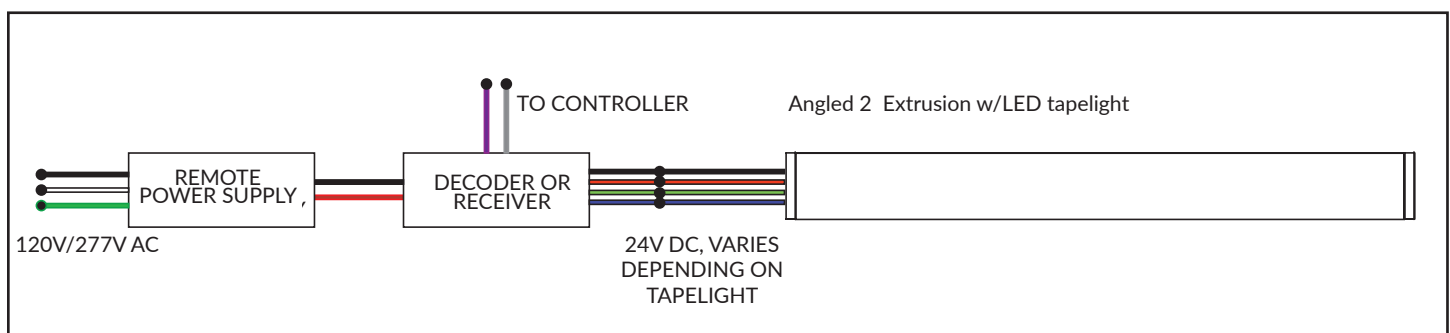 TO CONTROLLER
Angled 2 Extrusion w/LED tapelight
REMOTE
POWER SUPPLY ,
DECODER OR
RECEIVER
120V/277V AC
24V DC, VARIES
DEPENDING ON
TAPELIGHT